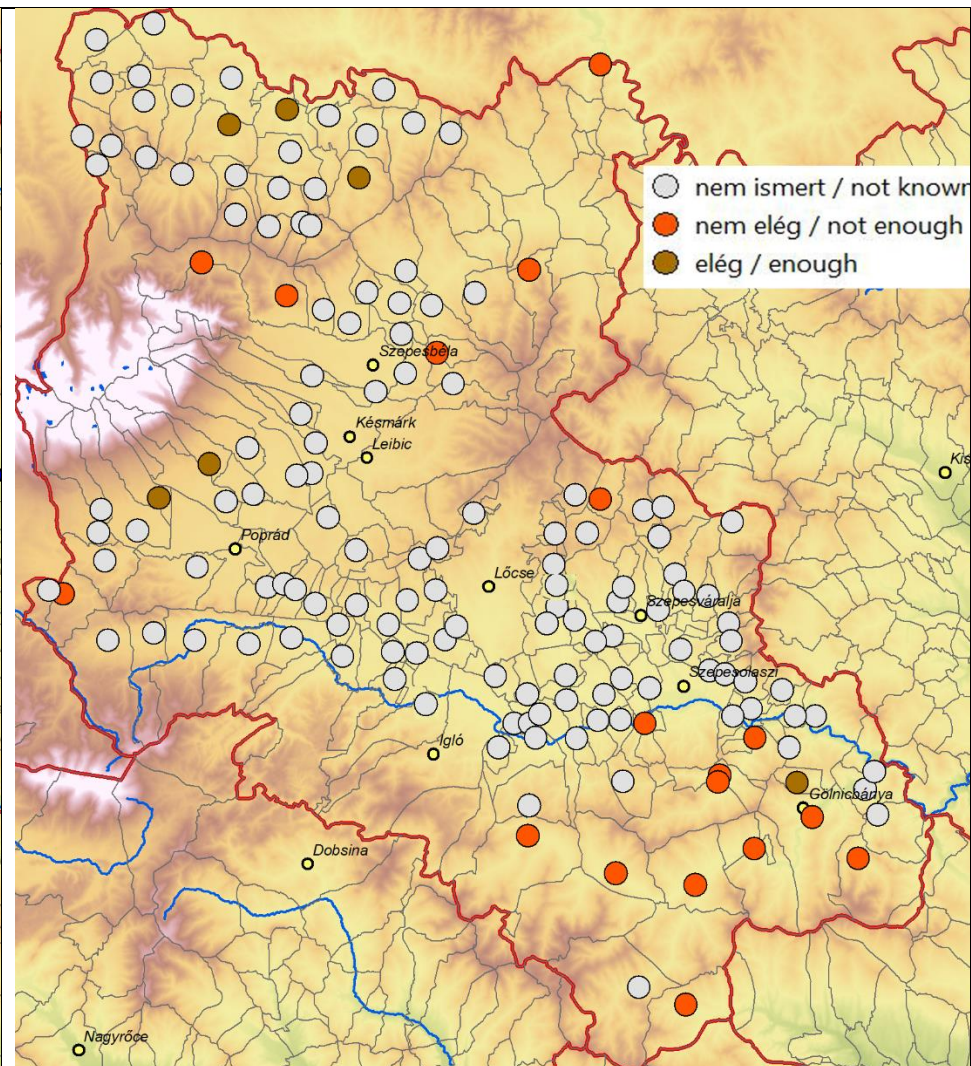 nem ismert / not known
nem elég / not enough
elég / enough
Szepesbéla
Késmárk
Leibic
Kis
Poprád
Lőcse
Szepesváralja
Szepesolaszi
Igló
Gölnicbánya
Dobsina
Nagyrőce